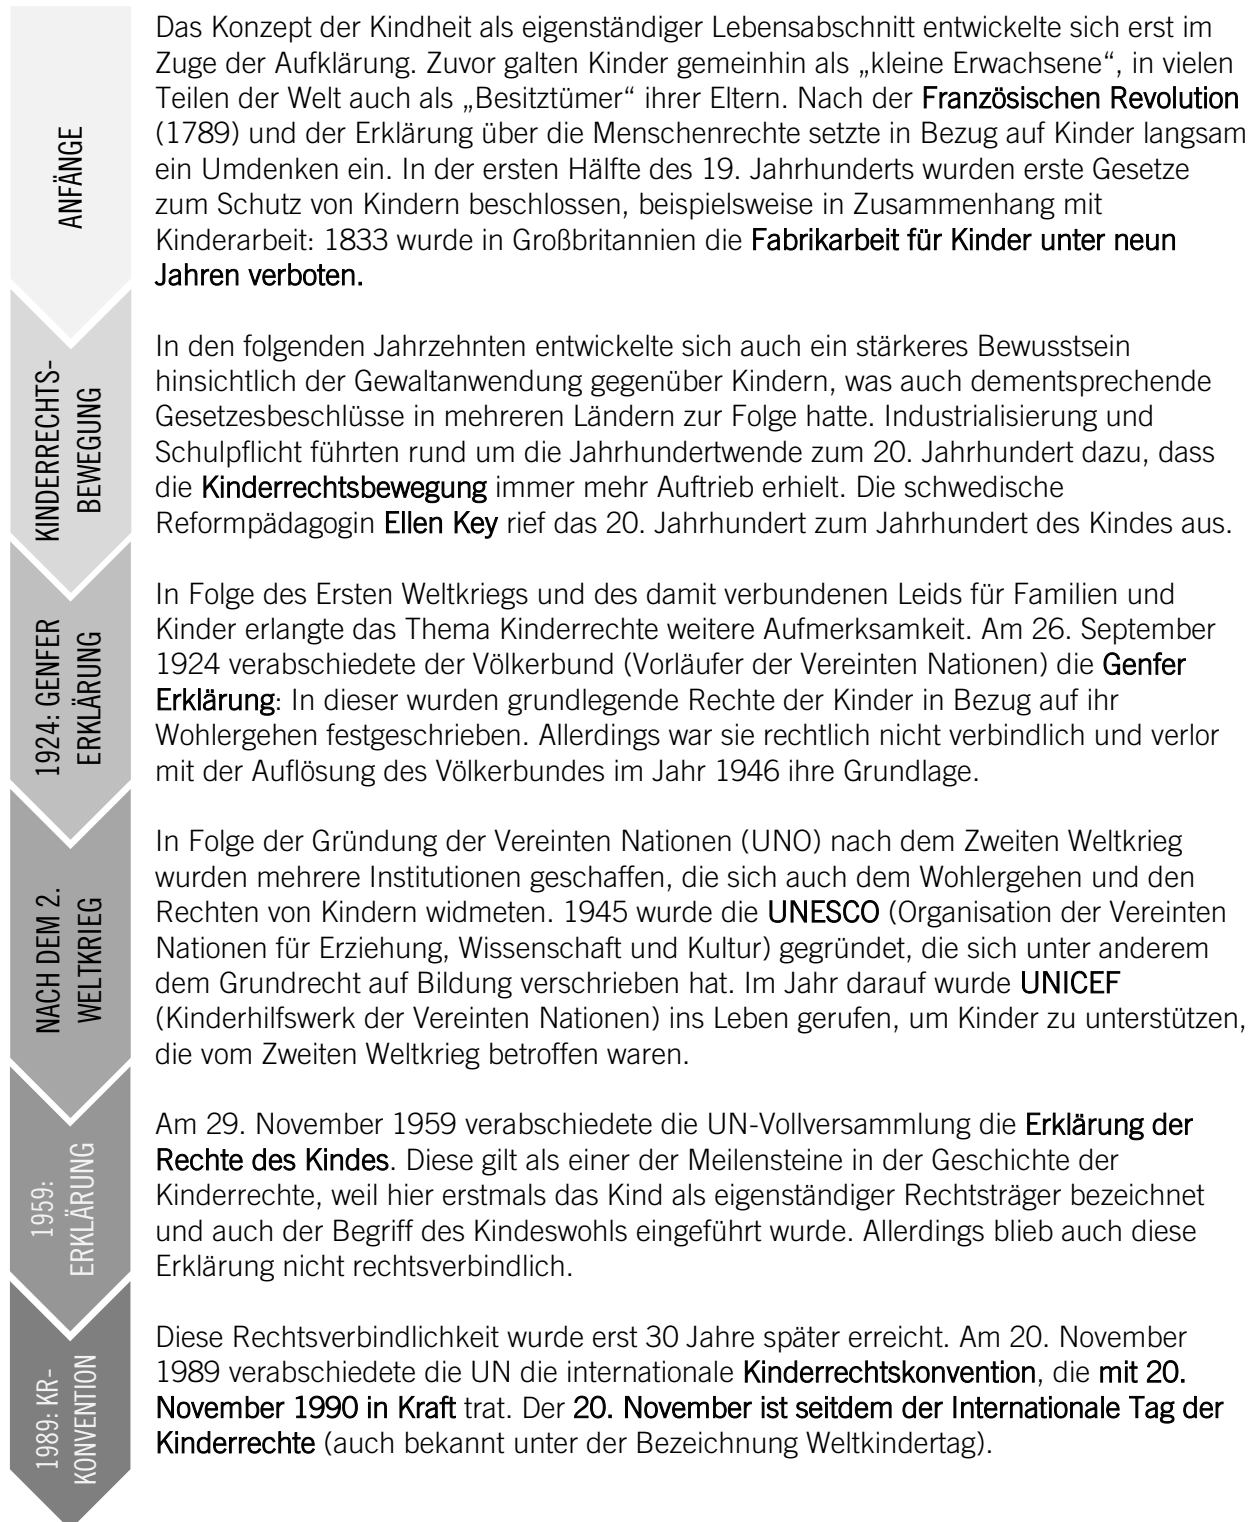 ANFÄNGE
Das Konzept der Kindheit als eigenständiger Lebensabschnitt entwickelte sich erst im
Zuge der Aufklärung. Zuvor galten Kinder gemeinhin als „kleine Erwachsene“, in vielen
Teilen der Welt auch als „Besitztümer“ ihrer Eltern. Nach der Französischen Revolution
(1789) und der Erklärung über die Menschenrechte setzte in Bezug auf Kinder langsam
ein Umdenken ein. In der ersten Hälfte des 19. Jahrhunderts wurden erste Gesetze
zum Schutz von Kindern beschlossen, beispielsweise in Zusammenhang mit
Kinderarbeit: 1833 wurde in Großbritannien die Fabrikarbeit für Kinder unter neun
Jahren verboten.
KINDERRECHTS-
BEWEGUNG
In den folgenden Jahrzehnten entwickelte sich auch ein stärkeres Bewusstsein
hinsichtlich der Gewaltanwendung gegenüber Kindern, was auch dementsprechende
Gesetzesbeschlüsse in mehreren Ländern zur Folge hatte. Industrialisierung und
Schulpflicht führten rund um die Jahrhundertwende zum 20. Jahrhundert dazu, dass
die Kinderrechtsbewegung immer mehr Auftrieb erhielt. Die schwedische
Reformpädagogin Ellen Key rief das 20. Jahrhundert zum Jahrhundert des Kindes aus.
1924: GENFER
ERKLÄRUNG
In Folge des Ersten Weltkriegs und des damit verbundenen Leids für Familien und
Kinder erlangte das Thema Kinderrechte weitere Aufmerksamkeit. Am 26. September
1924 verabschiedete der Völkerbund (Vorläufer der Vereinten Nationen) die Genfer
Erklärung: In dieser wurden grundlegende Rechte der Kinder in Bezug auf ihr
Wohlergehen festgeschrieben. Allerdings war sie rechtlich nicht verbindlich und verlor
mit der Auflösung des Völkerbundes im Jahr 1946 ihre Grundlage.
NACH DEM 2.
WELTKRIEG
In Folge der Gründung der Vereinten Nationen (UNO) nach dem Zweiten Weltkrieg
wurden mehrere Institutionen geschaffen, die sich auch dem Wohlergehen und den
Rechten von Kindern widmeten. 1945 wurde die UNESCO (Organisation der Vereinten
Nationen für Erziehung, Wissenschaft und Kultur) gegründet, die sich unter anderem
dem Grundrecht auf Bildung verschrieben hat. Im Jahr darauf wurde UNICEF
(Kinderhilfswerk der Vereinten Nationen) ins Leben gerufen, um Kinder zu unterstützen,
die vom Zweiten Weltkrieg betroffen waren.
1959:
ERKLÄRUNG
Am 29. November 1959 verabschiedete die UN-Vollversammlung die Erklärung der
Rechte des Kindes. Diese gilt als einer der Meilensteine in der Geschichte der
Kinderrechte, weil hier erstmals das Kind als eigenständiger Rechtsträger bezeichnet
und auch der Begriff des Kindeswohls eingeführt wurde. Allerdings blieb auch diese
Erklärung nicht rechtsverbindlich.
1989: KR-
KONVENTION
Diese Rechtsverbindlichkeit wurde erst 30 Jahre später erreicht. Am 20. November
1989 verabschiedete die UN die internationale Kinderrechtskonvention, die mit 20.
November 1990 in Kraft trat. Der 20. November ist seitdem der Internationale Tag der
Kinderrechte (auch bekannt unter der Bezeichnung Weltkindertag).